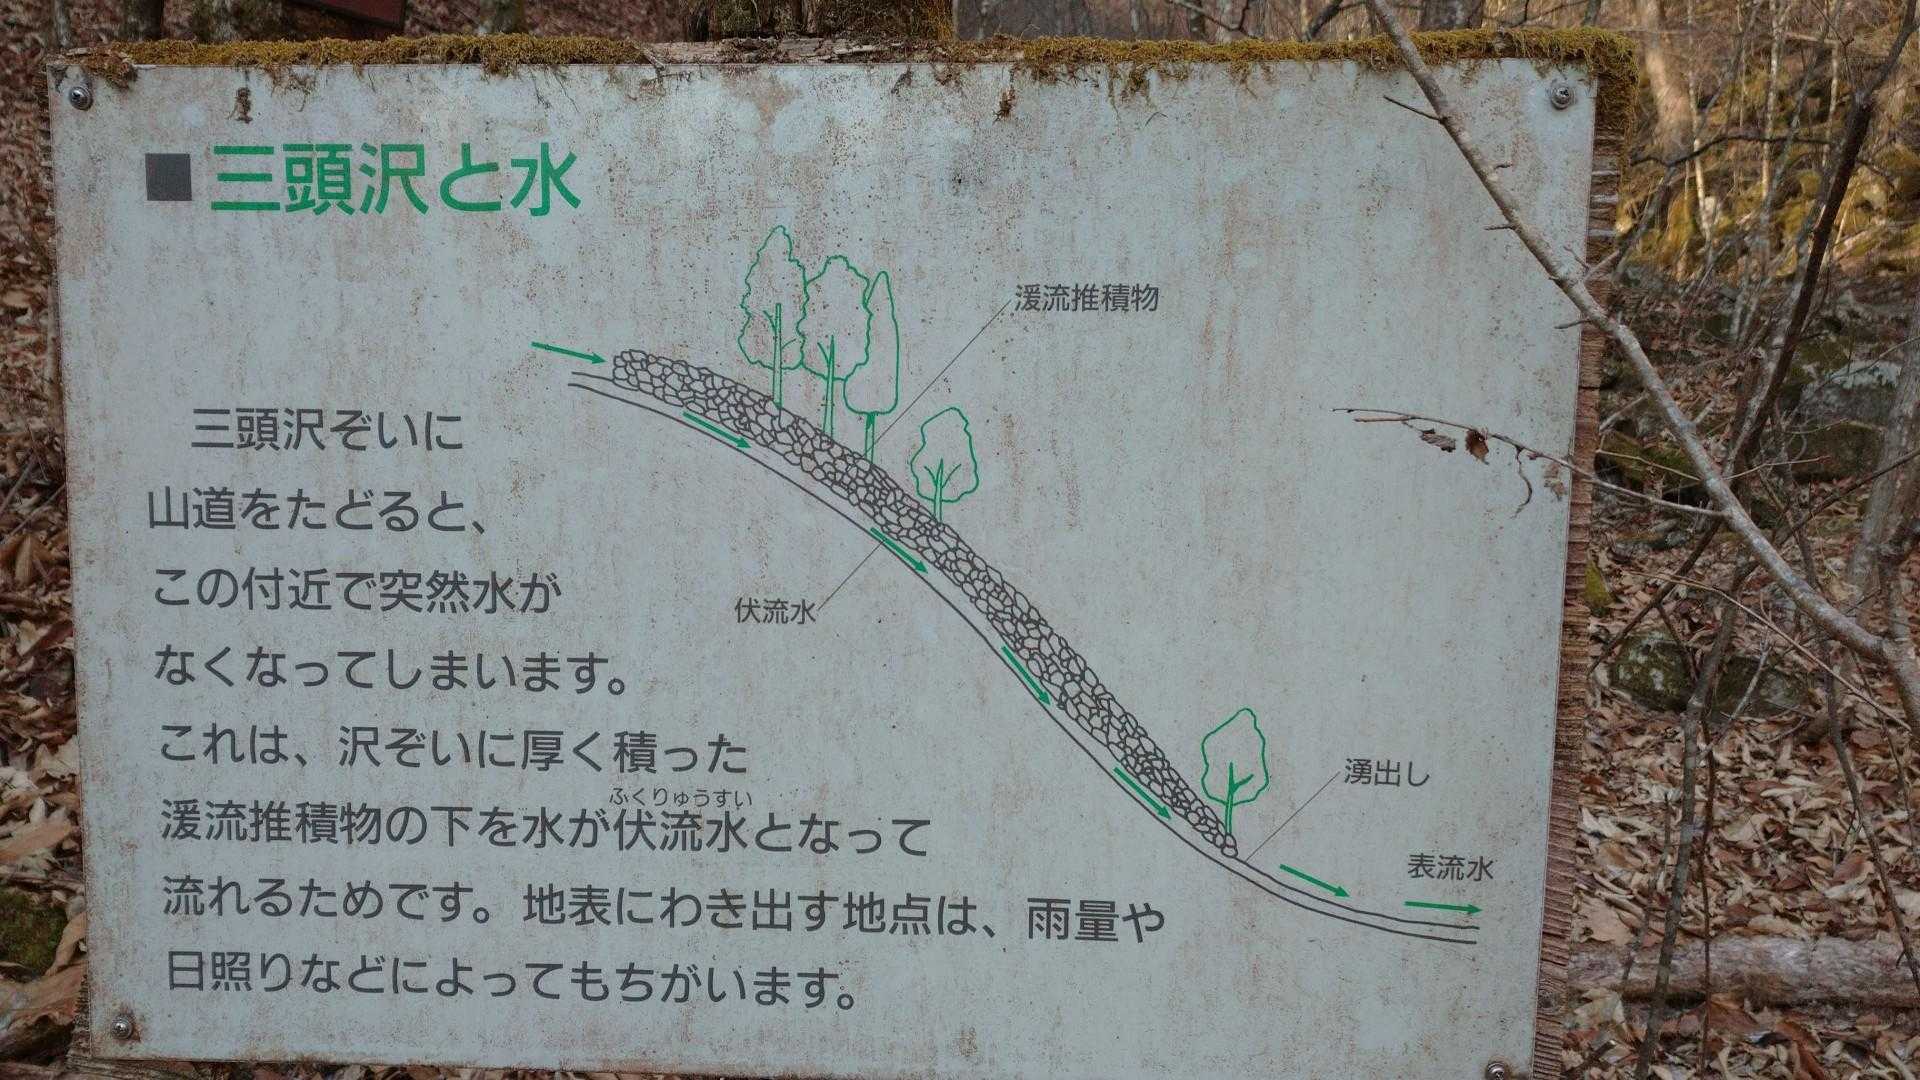 ■三頭沢と水
湲流推積物
三頭沢ぞいに
山道をたどると、
この付近で突然水が
伏流水
なくなってしまいます。
これは、沢ぞいに厚く積った
湧出し
ふくりゅうすい
湲流推積物の下を水が伏流水となって
表流水
流れるためです。地表にわき出す地点は、雨量や
日照りなどによってもちがいます。